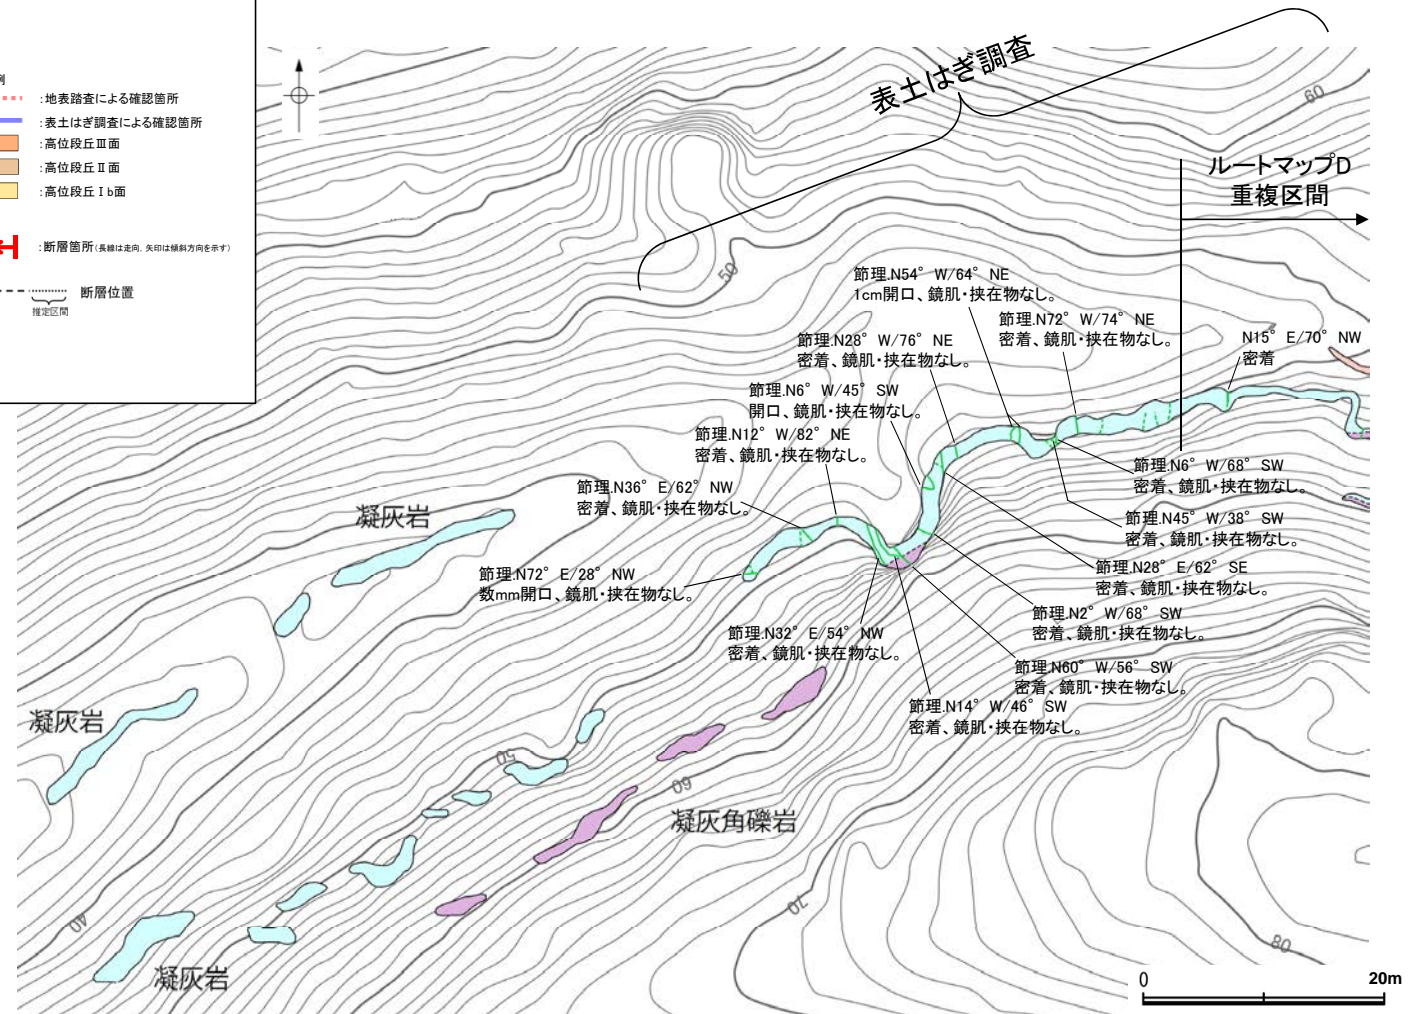 例
：地表踏査による確認箇所
：表土はぎ調査による確認箇所
：高位段丘Ⅲ面
：高位段丘Ⅱ面
：高位段丘Ⅰb面
：断層箇所(長線は走向、矢印は傾斜方向を示す)
断層位置
推定区間
表土はぎ調査
60
ルートマップD
重複区間
50
節理.N54°W/64°NE
1cm開口、鏡肌・挟在物なし。
節理.N72°W/74°NE
密着、鏡肌・挟在物なし。
N15°E/70°NW
密着
節理.N28°W/76°NE
密着、鏡肌・挟在物なし。
節理.N6°W/45°SW
開口、鏡肌・挟在物なし。
節理.N12°W/82°NE
密着、鏡肌・挟在物なし。
節理.N36°E/62°NW
密着、鏡肌・挟在物なし。
節理.N6°W/68°SW
密着、鏡肌・挟在物なし。
節理.N45°W/38°SW
密着、鏡肌・挟在物なし。
凝灰岩
節理.N72°E/28°NW
数mm開口、鏡肌・挟在物なし。
節理.N28°E/62°SE
密着、鏡肌・挟在物なし。
節理.N2°W/68°SW
密着、鏡肌・挟在物なし。
節理.N32°E/54°NW
密着、鏡肌・挟在物なし。
節理.N60°W/56°SW
密着、鏡肌・挟在物なし。
節理.N14°W/46°SW
密着、鏡肌・挟在物なし。
凝灰岩
50
60
凝灰角礫岩
70
40
80
凝灰岩
0
20m